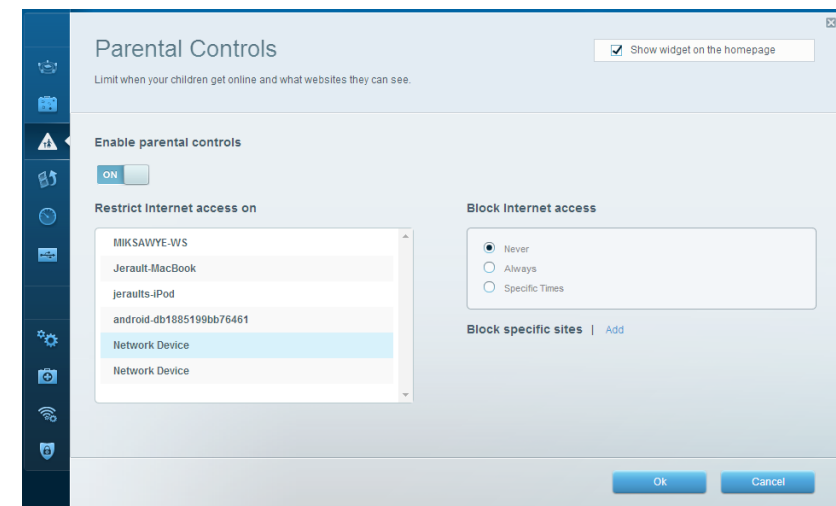 Parental Controls
Show widget on the homepage
Limit when your children get online and what websites they can see.
Enable parental controls
ON
Restrict Internet access on
MIKSAWYE-WS
Jerault-MacBook
jeraults-iPod
android-db1885199bb76461
Network Device
Network Device
Block Internet access
Never
Always
Specific Times
Block specific sites | Add
Ok
Cancel